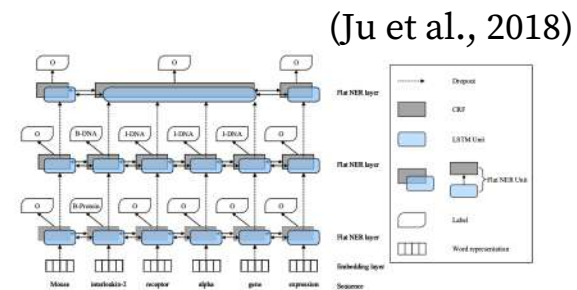 (Ju et al., 2018)
O O O
Flat NER layer
Dropout
CRF
LSTM Unit
Flat NER Unit
Label
Word representation
O B-DNA I-DNA I-DNA I-DNA O
Flat NER layer
O B-Protein O O O O
Flat NER layer
Embedding layer
Mouse interleukin-2 receptor alpha gene expression Sequence